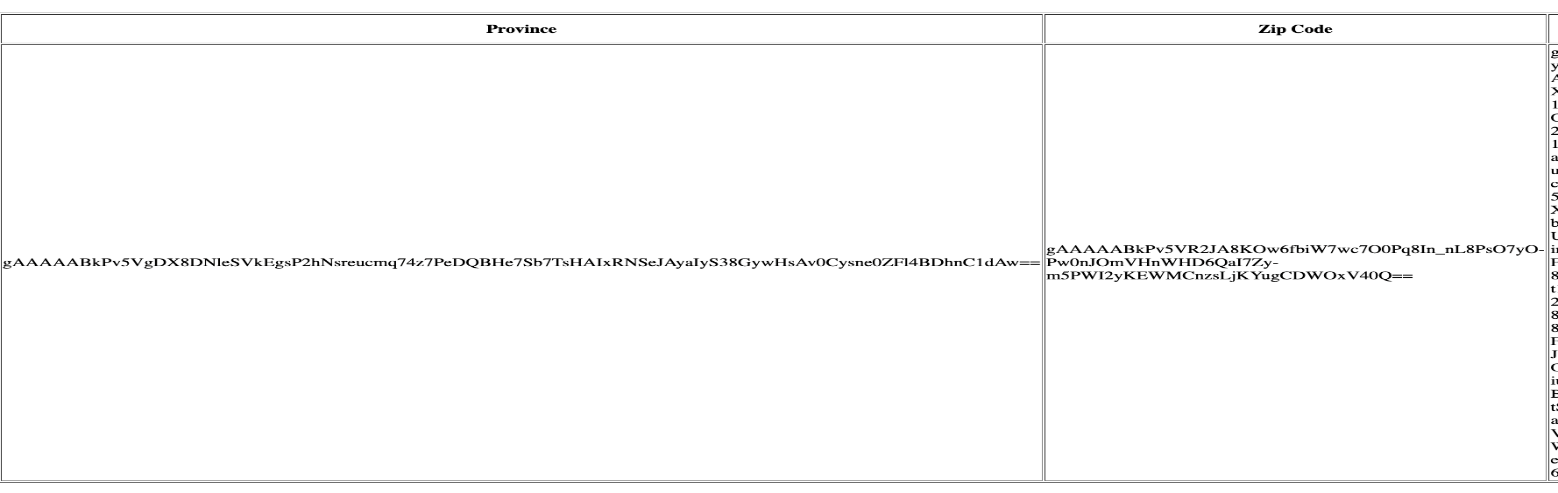 Province
Zip Code
gAAAAABkPv5VgDX8DNleSVkEgsP2hNsreucmq74z7PeDQBHe7Sb7TsHAIxRNSeJAyaIyS38GywHsAv0Cysne0ZFl4BDhnC1dAw==
gAAAAABkPv5VR2JA8KOw6fbiW7wc7O0Pq8In_nL8PsO7yO-
Pw0nJOmVHnWHD6QaI7Zy-
m5PWI2yKEWMCnzsLjKYugCDWOxV40Q==